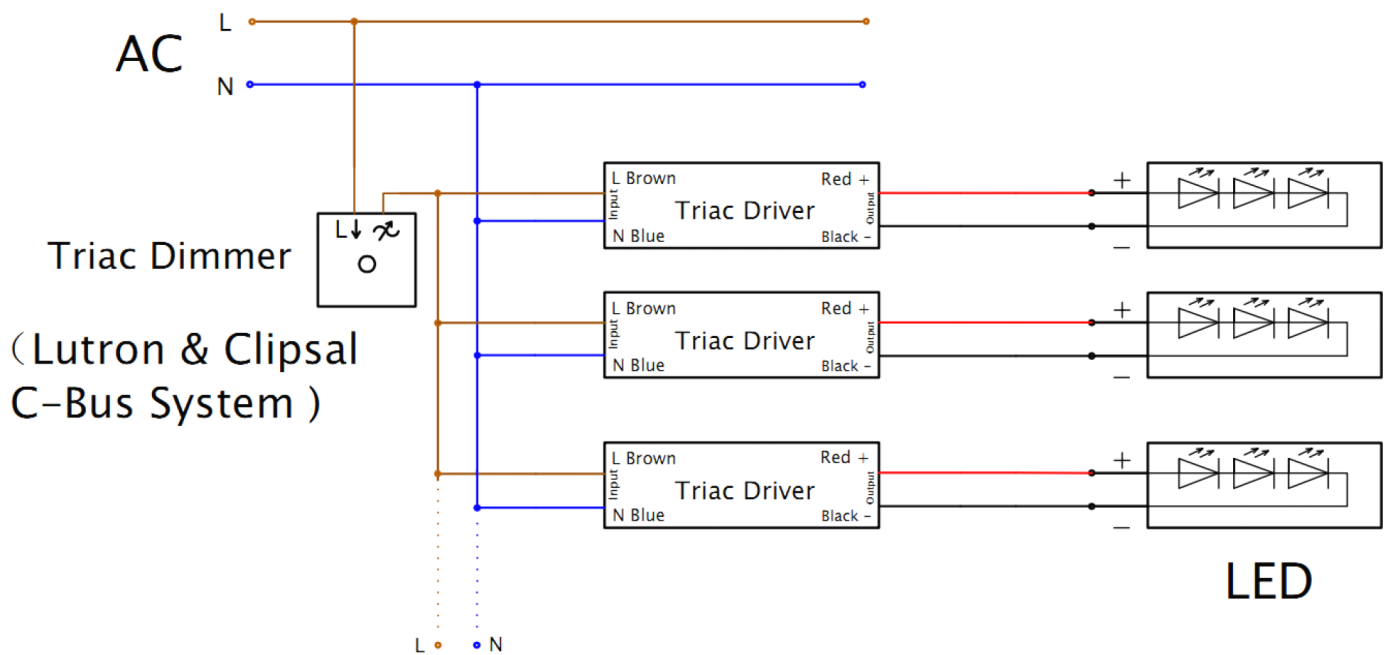 L
AC
N
L Brown
Red +
Input
Triac Driver
Output
N Blue
Black -
+
−
L
Triac Dimmer
(Lutron & Clipsal
C-Bus System )
L Brown
Red +
Input
Triac Driver
Output
N Blue
Black -
+
−
L Brown
Red +
Input
Triac Driver
Output
N Blue
Black -
+
−
LED
L
N